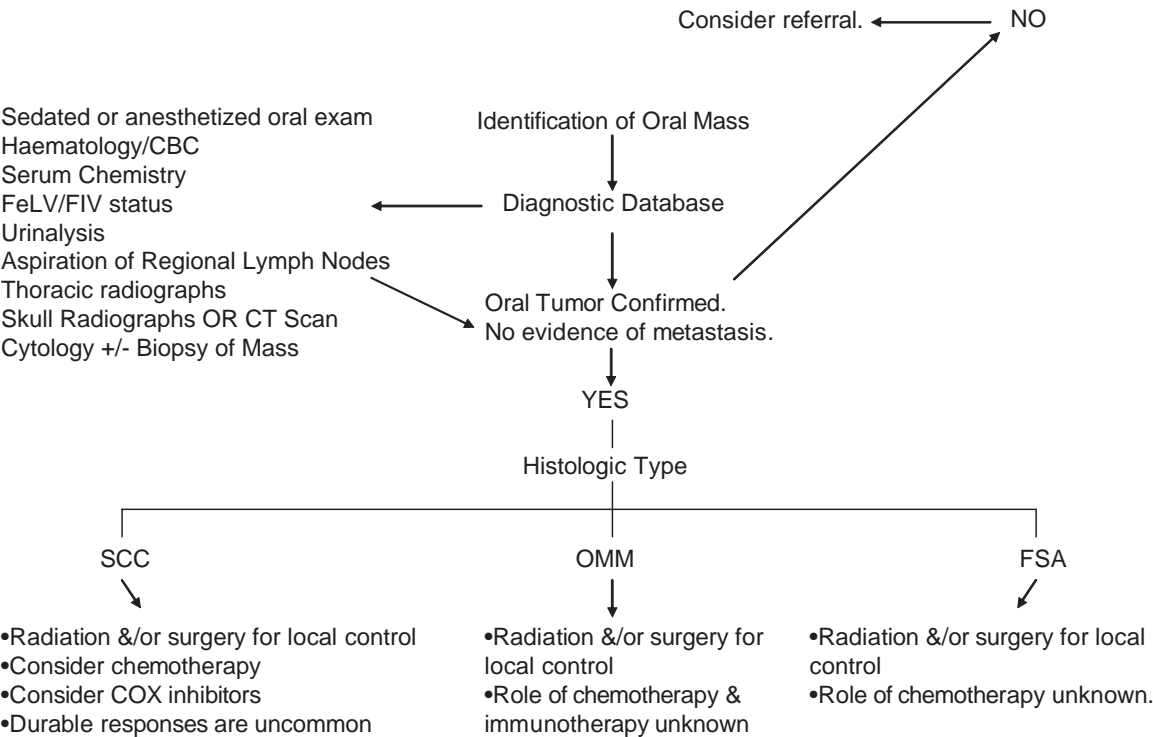 Consider referral.
NO
Sedated or anesthetized oral exam
Haematology/CBC
Serum Chemistry
FeLV/FIV status
Urinalysis
Aspiration of Regional Lymph Nodes
Thoracic radiographs
Skull Radiographs OR CT Scan
Cytology +/- Biopsy of Mass
Identification of Oral Mass
Diagnostic Database
Oral Tumor Confirmed.
No evidence of metastasis.
YES
Histologic Type
SCC
•Radiation &/or surgery for local control
•Consider chemotherapy
•Consider COX inhibitors
•Durable responses are uncommon
OMM
•Radiation &/or surgery for
local control
•Role of chemotherapy &
immunotherapy unknown
FSA
•Radiation &/or surgery for local
control
•Role of chemotherapy unknown.